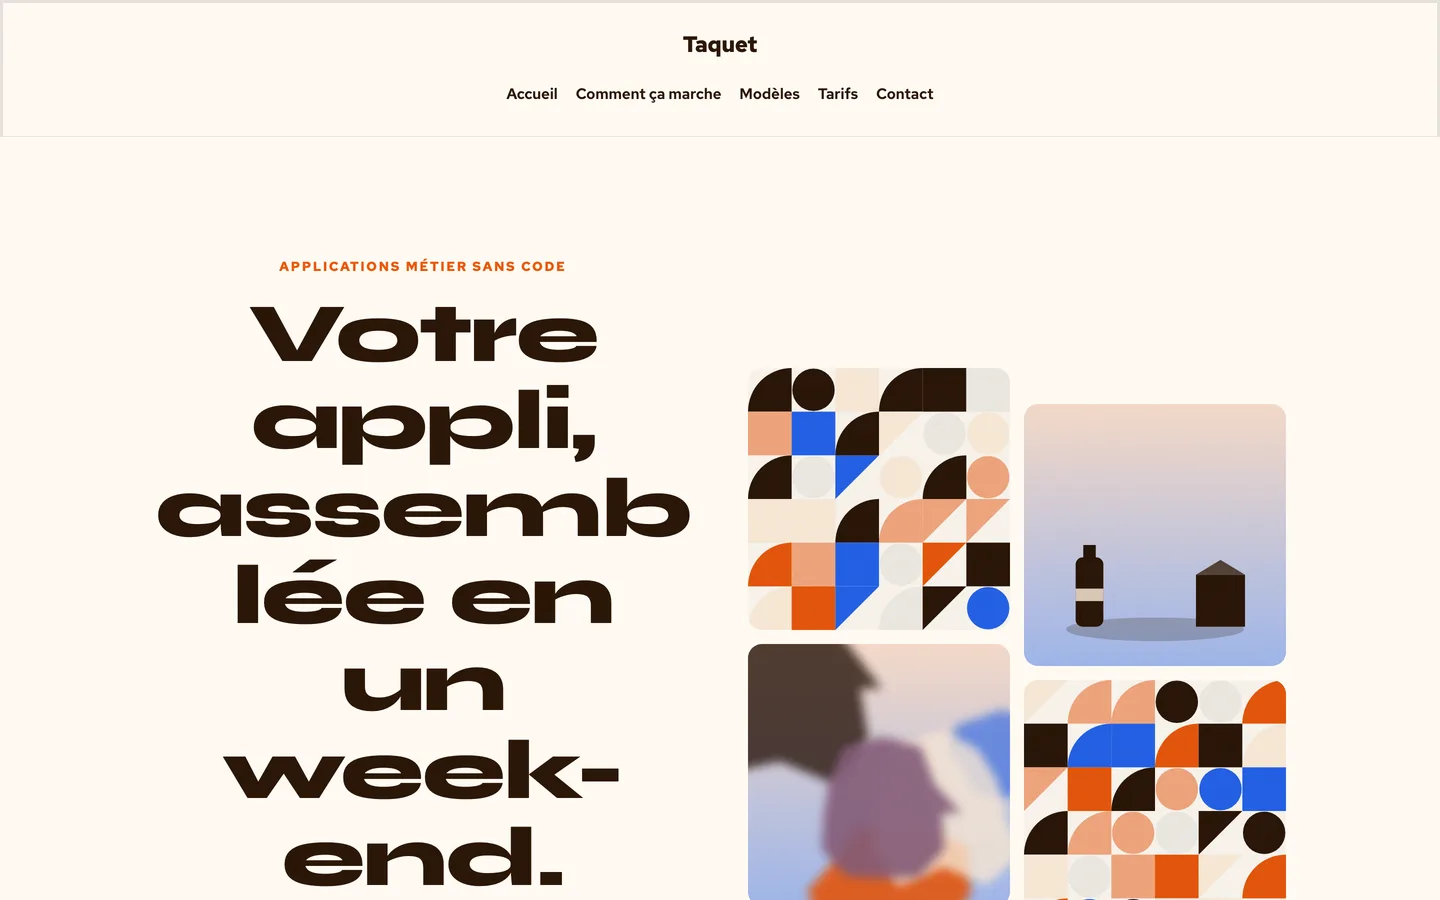 Taquet
Accueil Comment ça marche Modèles Tarifs Contact
APPLICATIONS MÉTIER SANS CODE
Votre
appli,
assemb
lée en
un
week-
end.